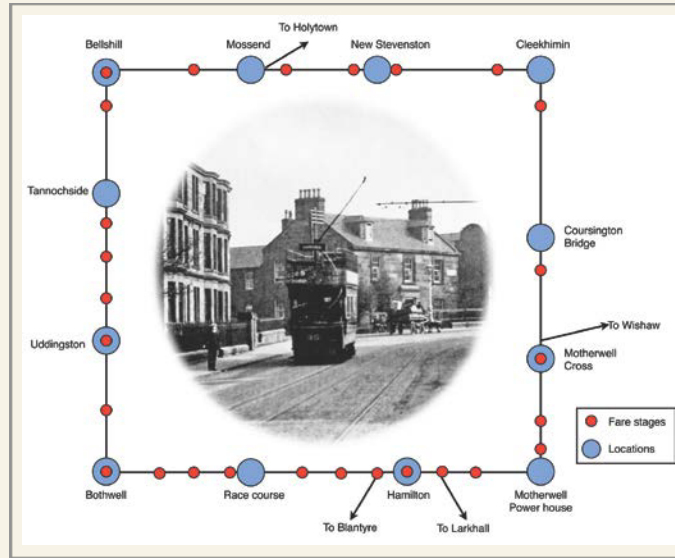 To Holytown
Bellshill
Mossend
New Stevenston
Cleekhimin
Tannochside
Coursington
Bridge
To Wishaw
Uddingston
Motherwell
Cross
Fare stages
Locations
Bothwell
Race course
Hamilton
Motherwell
Power house
To Blantyre
To Larkhall